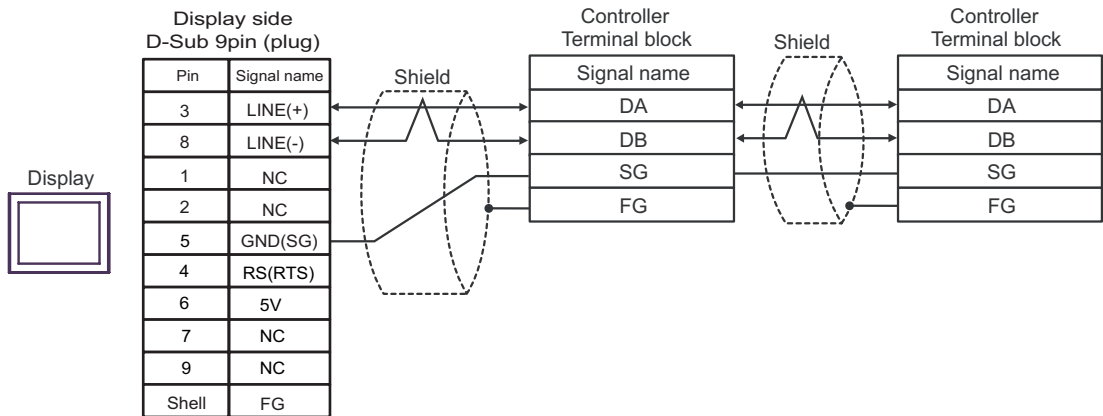 Display side
D-Sub 9pin (plug)
Controller
Terminal block
Controller
Terminal block
Shield
Shield
Pin Signal name
3 LINE(+)
8 LINE(-)
1 NC
2 NC
5 GND(SG)
4 RS(RTS)
6 5V
7 NC
9 NC
Shell FG
Signal name
DA
DB
SG
FG
Signal name
DA
DB
SG
FG
Display